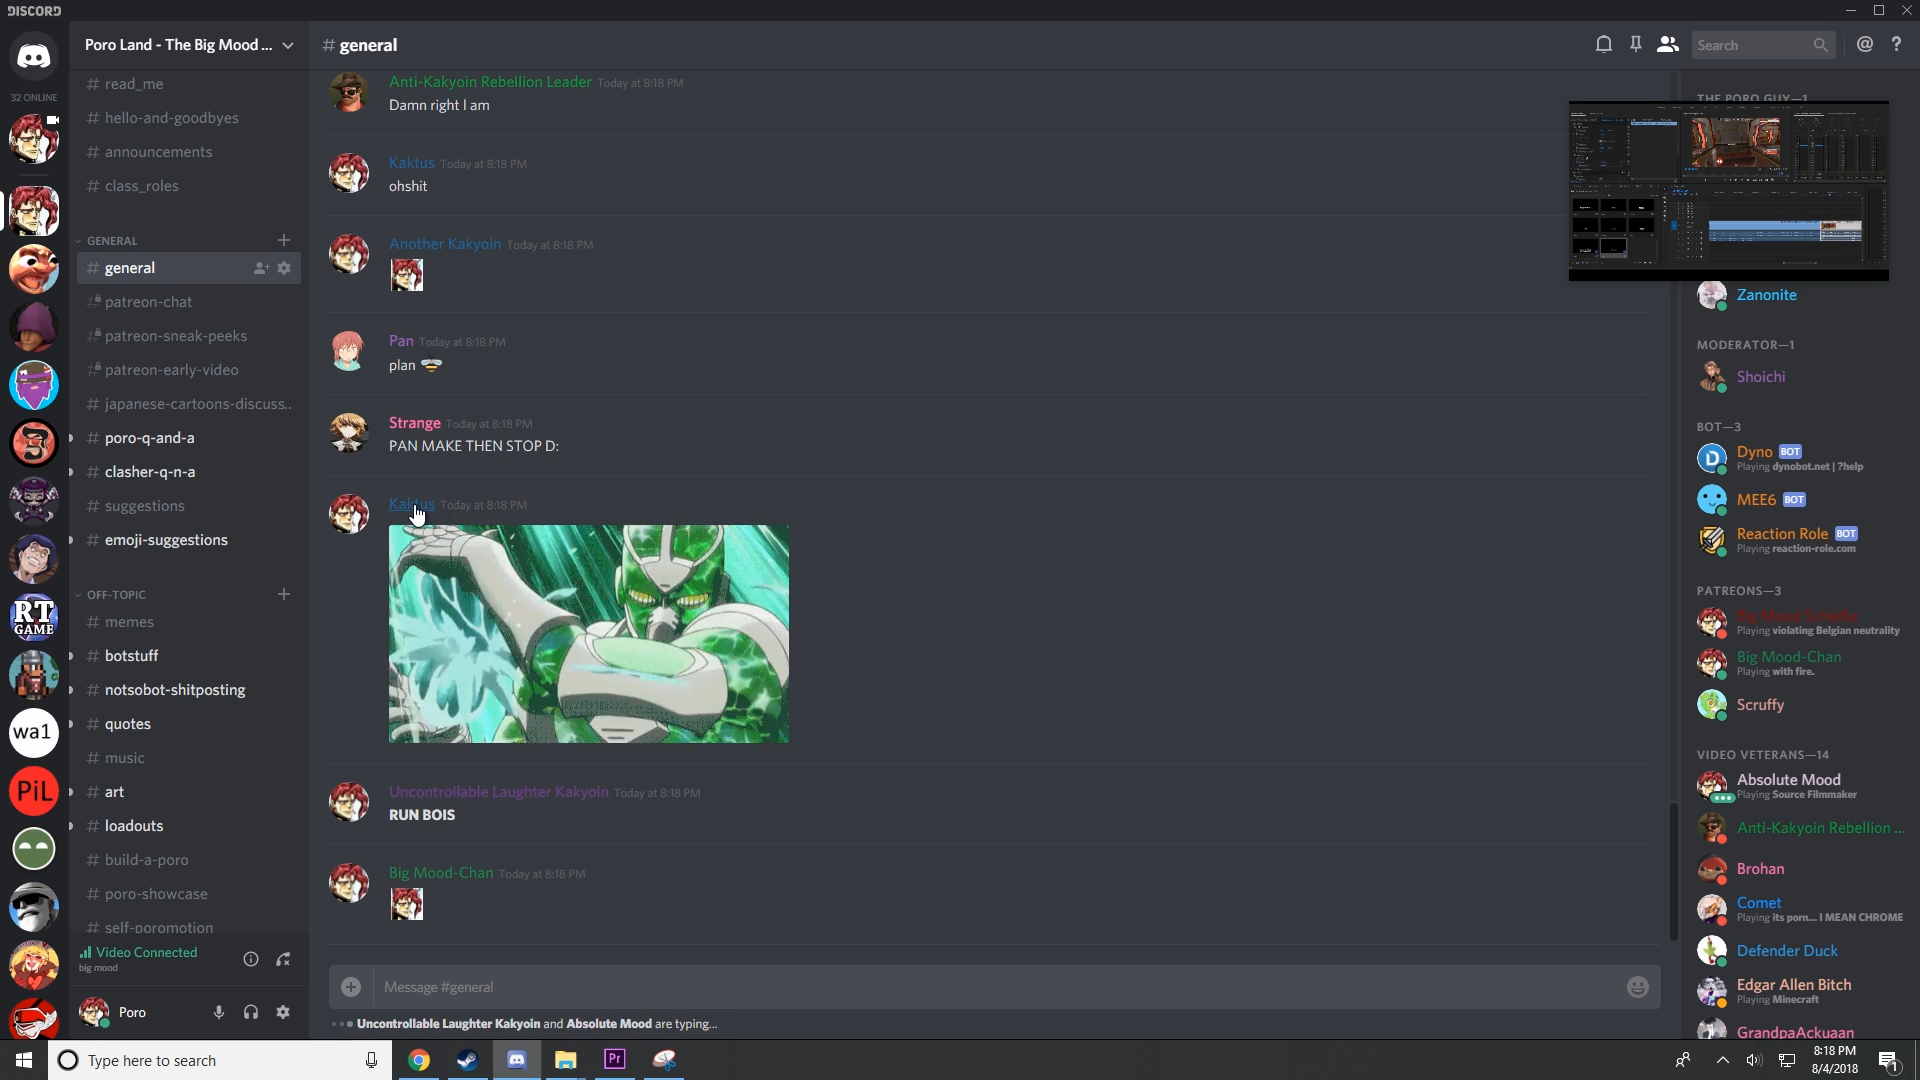 DISCORD
32 ONLINE
RT
GAME
wa1
PiL
Poro Land - The Big Mood ...
# read_me
# hello-and-goodbyes
# announcements
# class_roles
GENERAL
# general
patreon-chat
patreon-sneak-peeks
patreon-early-video
# japanese-cartoons-discuss..
# poro-q-and-a
# clasher-q-n-a
# suggestions
# emoji-suggestions
OFF-TOPIC
# memes
# botstuff
# notsobot-shitposting
# quotes
# music
# art
# loadouts
# build-a-poro
# poro-showcase
# self-poromotion
Video Connected
big mood
Poro
# general
Search
Anti-Kakyoin Rebellion Leader Today at 8:18 PM
Damn right I am
Kaktus Today at 8:18 PM
ohshit
Another Kakyoin Today at 8:18 PM
Pan Today at 8:18 PM
plan
Strange Today at 8:18 PM
PAN MAKE THEN STOP D:
Kaktus Today at 8:18 PM
Uncontrollable Laughter Kakyoin Today at 8:18 PM
RUN BOIS
Big Mood-Chan Today at 8:18 PM
Message #general
Uncontrollable Laughter Kakyoin and Absolute Mood are typing...
THE PORO GUY—1
Zanonite
MODERATOR—1
Shoichi
BOT—3
Dyno BOT
Playing dynobot.net | ?help
MEE6 BOT
Reaction Role BOT
Playing reaction-role.com
PATREONS—3
Big Mood
Playing violating Belgian neutrality
Big Mood-Chan
Playing with fire.
Scruffy
VIDEO VETERANS—14
Absolute Mood
Playing Source Filmmaker
Anti-Kakyoin Rebellion ...
Brohan
Comet
Playing its porn... I MEAN CHROME
Defender Duck
Edgar Allen Bitch
Playing Minecraft
GrandpaAckuaan
Type here to search
Pr
8:18 PM
8/4/2018
1